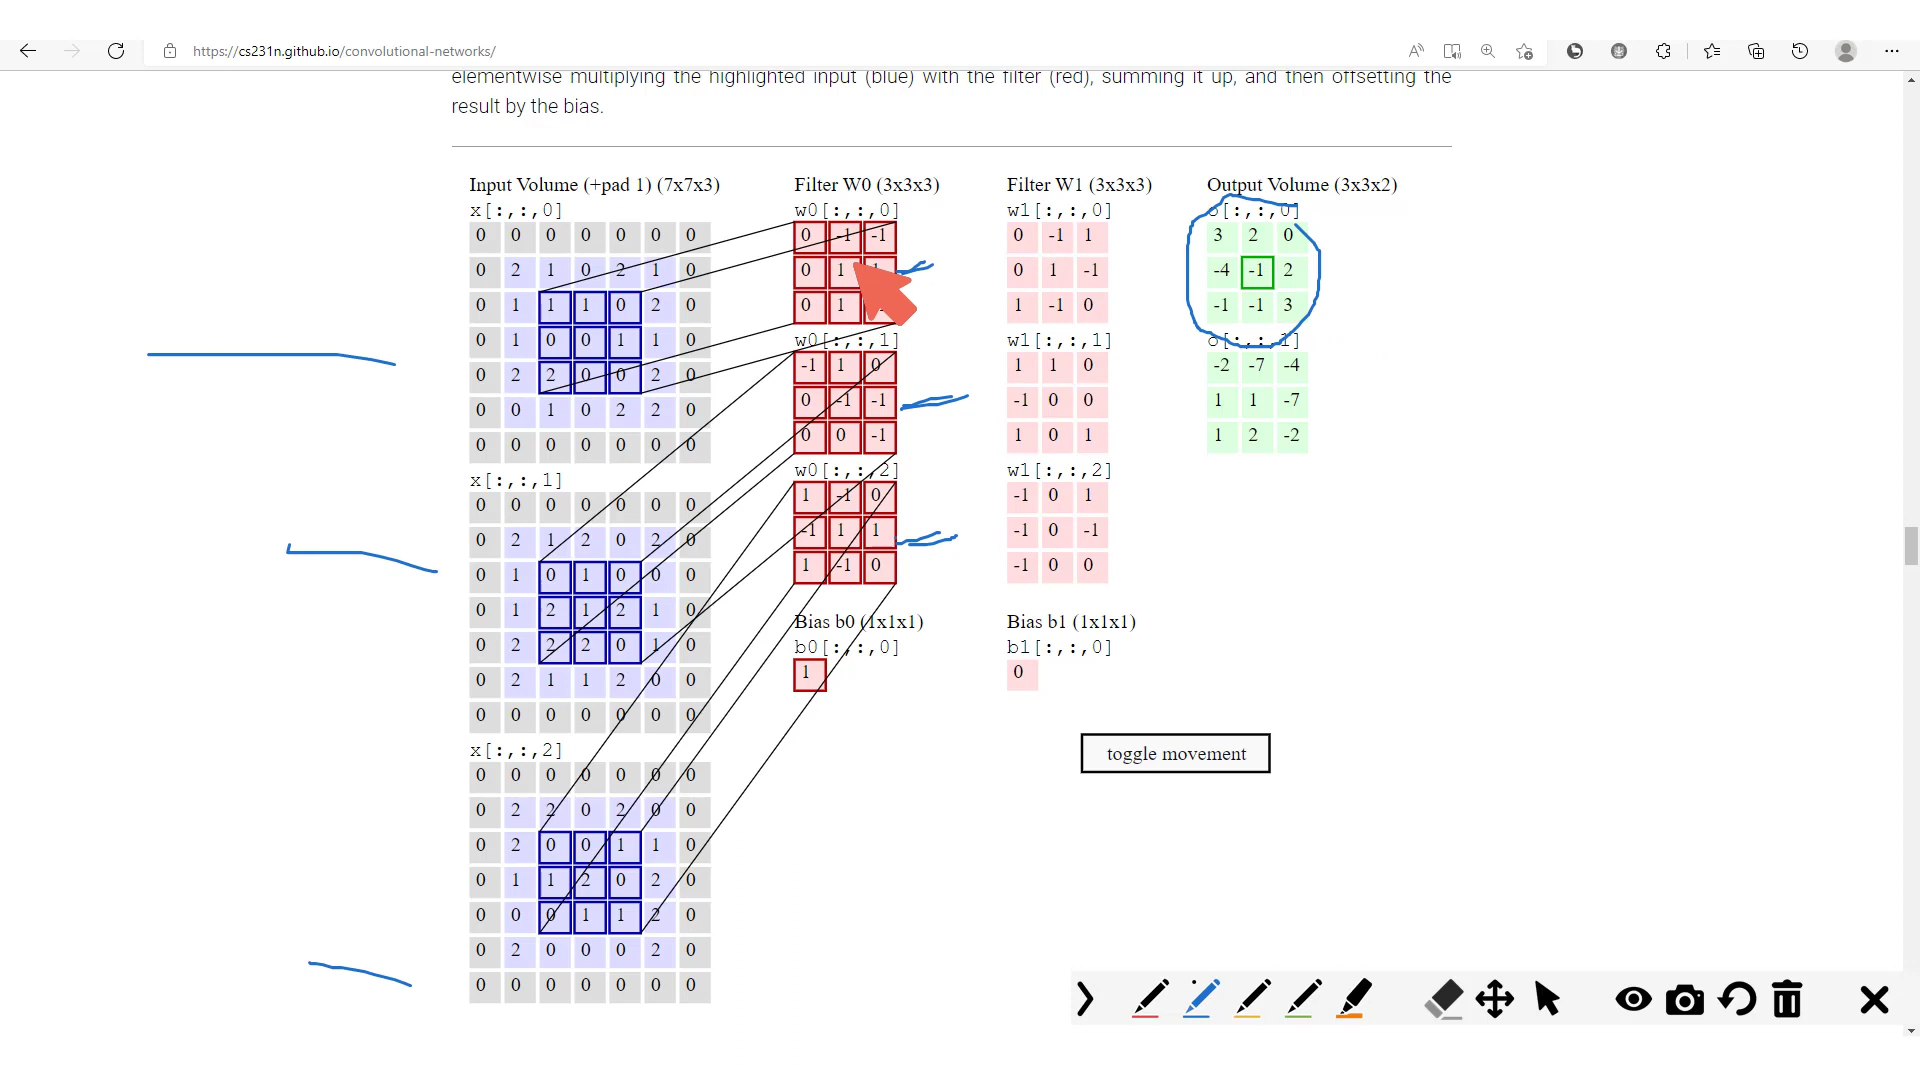 https://cs231n.github.io/convolutional-networks/
elementwise multiplying the highlighted input (blue) with the filter (red), summing it up, and then offsetting the
result by the bias.
Input Volume (+pad 1) (7x7x3)
x[:,:,0]
0 0 0 0 0 0 0
0 2 1 0 2 1 0
0 1 1 1 0 2 0
0 1 0 0 1 1 0
0 2 2 0 0 2 0
0 0 1 0 2 2 0
0 0 0 0 0 0 0
x[:,:,1]
0 0 0 0 0 0 0
0 2 1 2 0 2 0
0 1 0 1 0 0 0
0 1 2 1 2 1 0
0 2 2 2 0 1 0
0 2 1 1 2 0 0
0 0 0 0 0 0 0
x[:,:,2]
0 0 0 0 0 0 0
0 2 2 0 2 0 0
0 2 0 0 1 1 0
0 1 1 2 0 2 0
0 0 0 1 1 2 0
0 2 0 0 0 2 0
0 0 0 0 0 0 0
Filter W0 (3x3x3)
w0[:,:,0]
0 -1 -1
0 1
0 1
w0[:,:,1]
-1 1 0
0 -1 -1
0 0 -1
w0[:,:,2]
1 -1 0
-1 1 1
1 -1 0
Bias b0 (1x1x1)
b0[:,:,0]
1
Filter W1 (3x3x3)
w1[:,:,0]
0 -1 1
0 1 -1
1 -1 0
w1[:,:,1]
1 1 0
-1 0 0
1 0 1
w1[:,:,2]
-1 0 1
-1 0 -1
-1 0 0
Bias b1 (1x1x1)
b1[:,:,0]
0
Output Volume (3x3x2)
o[:,:,0]
3 2 0
-4 -1 2
-1 -1 3
o[:,:,1]
-2 -7 -4
1 1 -7
1 2 -2
toggle movement